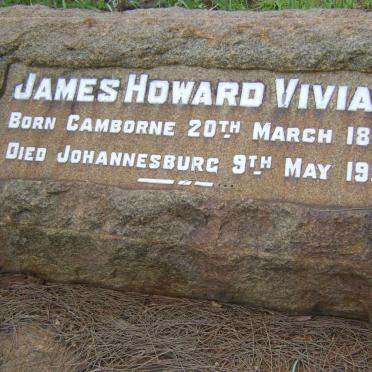 JAMES HOWARD VIVIA
BORN CAMBORNE 20TH MARCH 18
DIED JOHANNESBURG 9TH MAY 19